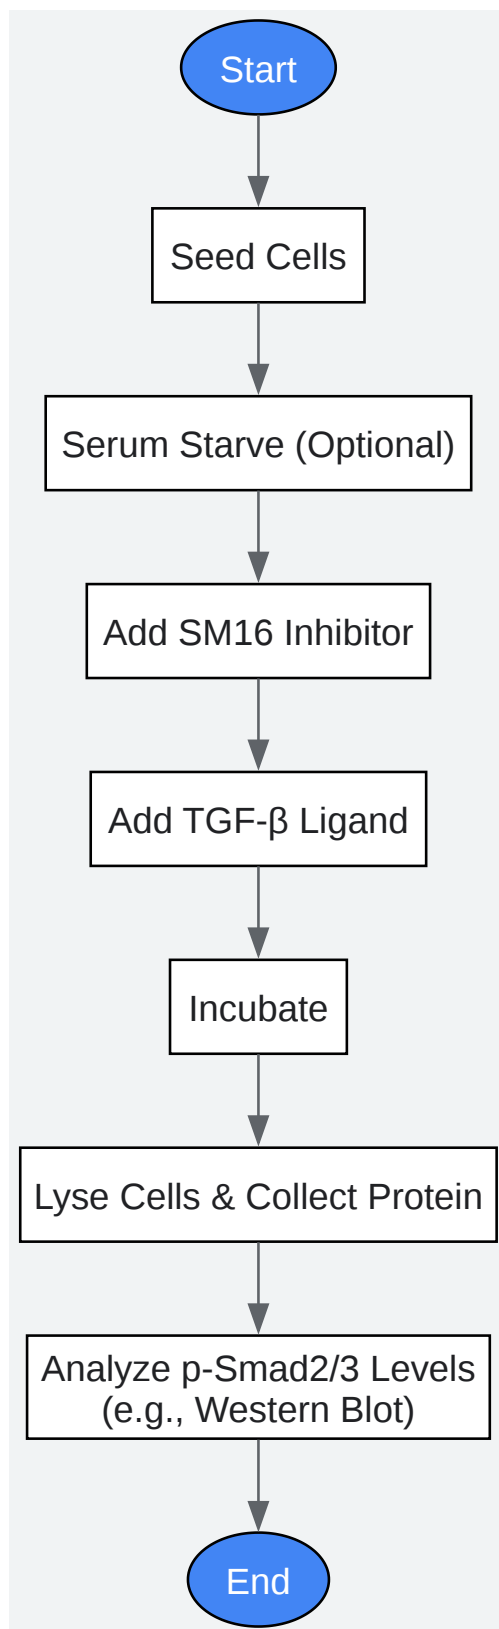 Start
Seed Cells
Serum Starve (Optional)
Add SM16 Inhibitor
Add TGF-β Ligand
Incubate
Lyse Cells & Collect Protein
Analyze p-Smad2/3 Levels
(e.g., Western Blot)
End